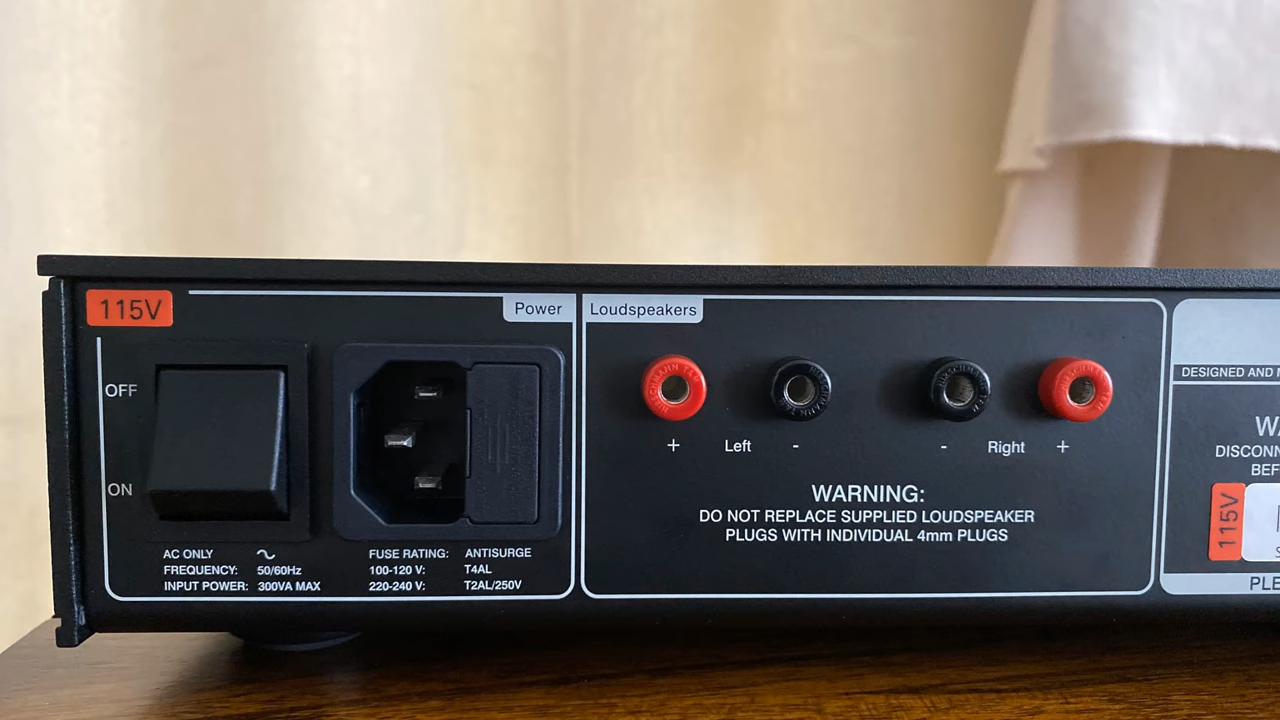 115V
Power
OFF
ON
AC ONLY
FREQUENCY: 50/60Hz
INPUT POWER: 300VA MAX
FUSE RATING: ANTISURGE
100-120 V: T4AL
220-240 V: T2AL/250V
Loudspeakers
+ Left -
- Right +
WARNING:
DO NOT REPLACE SUPPLIED LOUDSPEAKER
PLUGS WITH INDIVIDUAL 4mm PLUGS
DESIGNED AND
115V